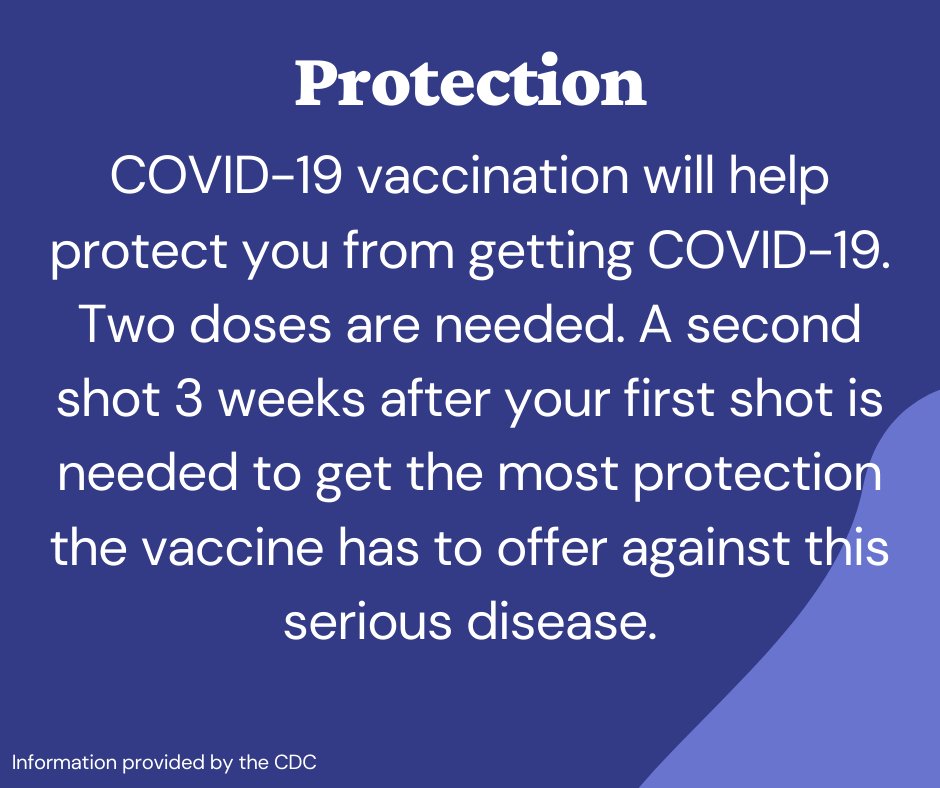 Protection
COVID-19 vaccination will help
protect you from getting COVID-19.
Two doses are needed. A second
shot 3 weeks after your first shot is
needed to get the most protection
the vaccine has to offer against this
serious disease.
Information provided by the CDC